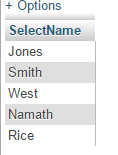 + Options
SelectName
Jones
Smith
West
Namath
Rice